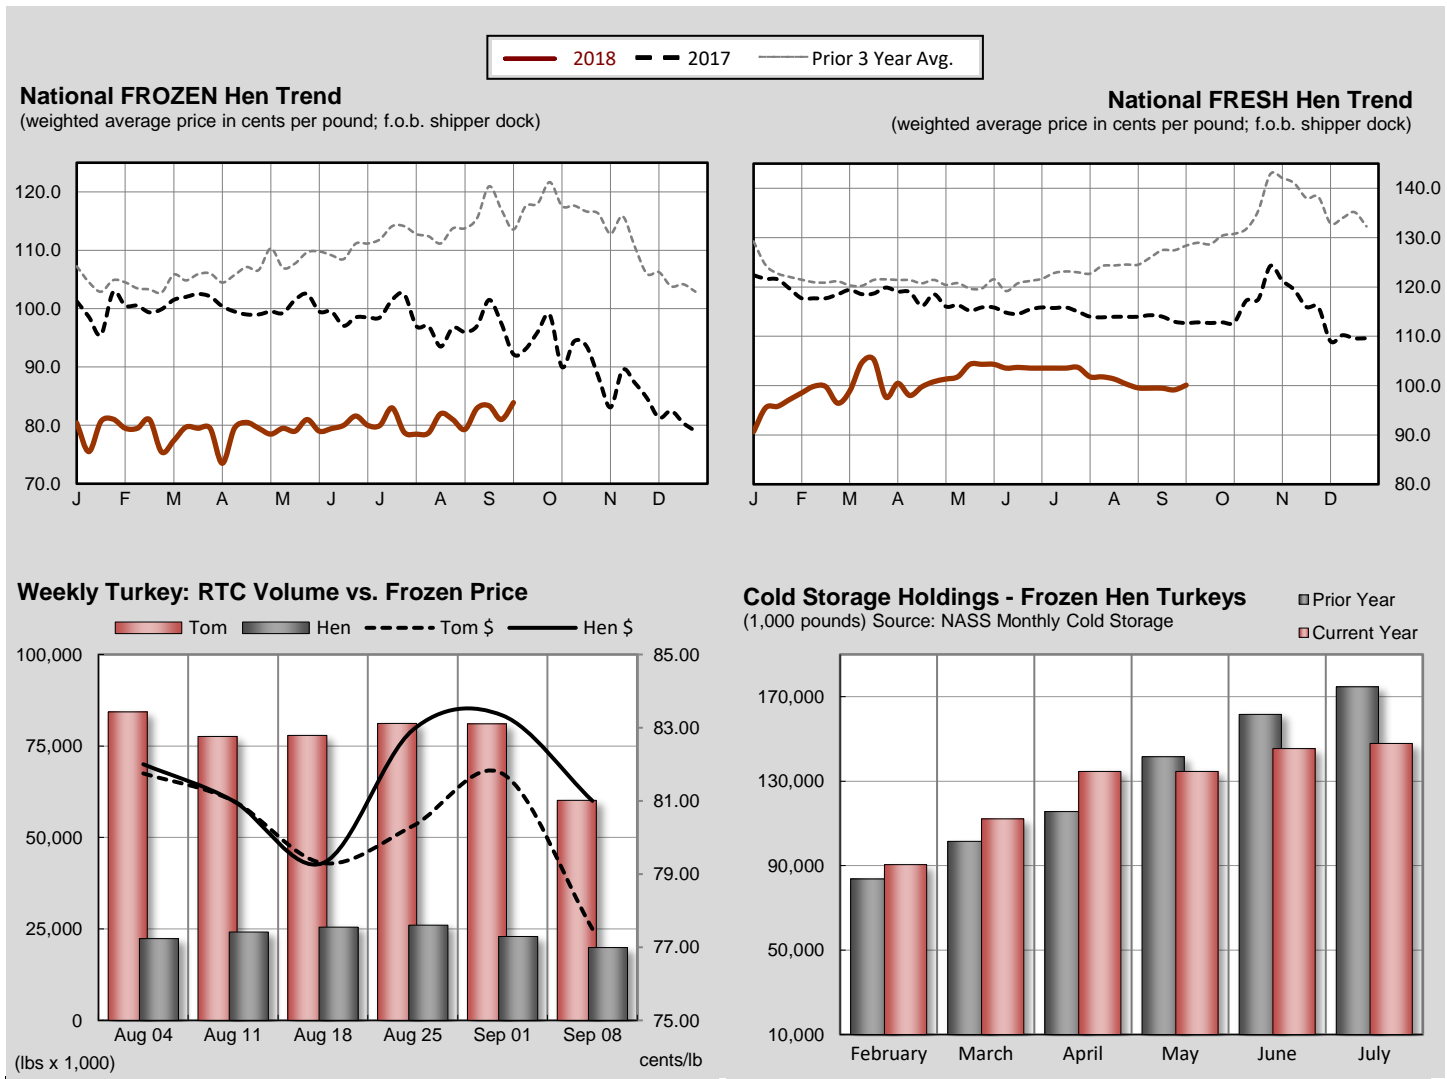 2018 2017 Prior 3 Year Avg.
National FROZEN Hen Trend
(weighted average price in cents per pound; f.o.b. shipper dock)
120.0
110.0
100.0
90.0
80.0
70.0
J F M A M J J A S O N D
National FRESH Hen Trend
(weighted average price in cents per pound; f.o.b. shipper dock)
140.0
130.0
120.0
110.0
100.0
90.0
80.0
J F M A M J J A S O N D
Weekly Turkey: RTC Volume vs. Frozen Price
Tom Hen Tom $ Hen $
100,000
75,000
50,000
25,000
0
85.00
83.00
81.00
79.00
77.00
75.00
Aug 04 Aug 11 Aug 18 Aug 25 Sep 01 Sep 08
(lbs x 1,000)
cents/lb
Cold Storage Holdings - Frozen Hen Turkeys
(1,000 pounds) Source: NASS Monthly Cold Storage
Prior Year
Current Year
170,000
130,000
90,000
50,000
10,000
February March April May June July